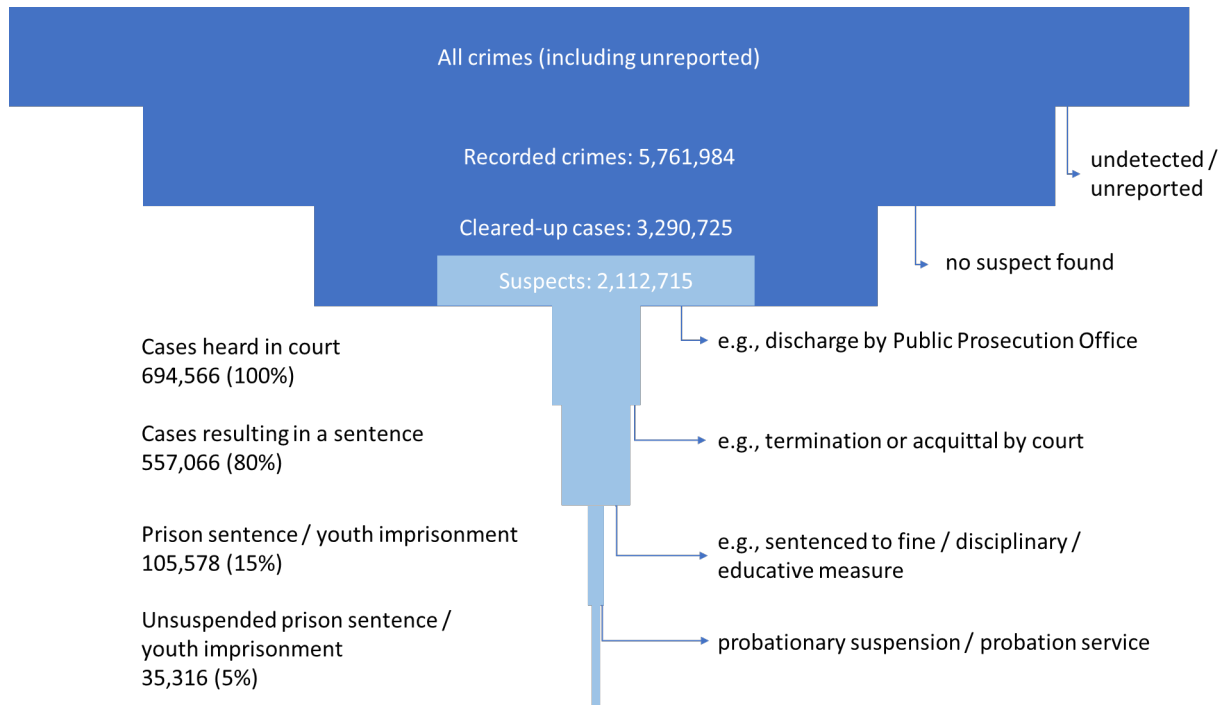 All crimes (including unreported)
Recorded crimes: 5,761,984
undetected /
unreported
Cleared-up cases: 3,290,725
no suspect found
Suspects: 2,112,715
e.g., discharge by Public Prosecution Office
Cases heard in court
694,566 (100%)
Cases resulting in a sentence
557,066 (80%)
e.g., termination or acquittal by court
Prison sentence / youth imprisonment
105,578 (15%)
e.g., sentenced to fine / disciplinary /
educative measure
Unsuspended prison sentence /
youth imprisonment
35,316 (5%)
probationary suspension / probation service